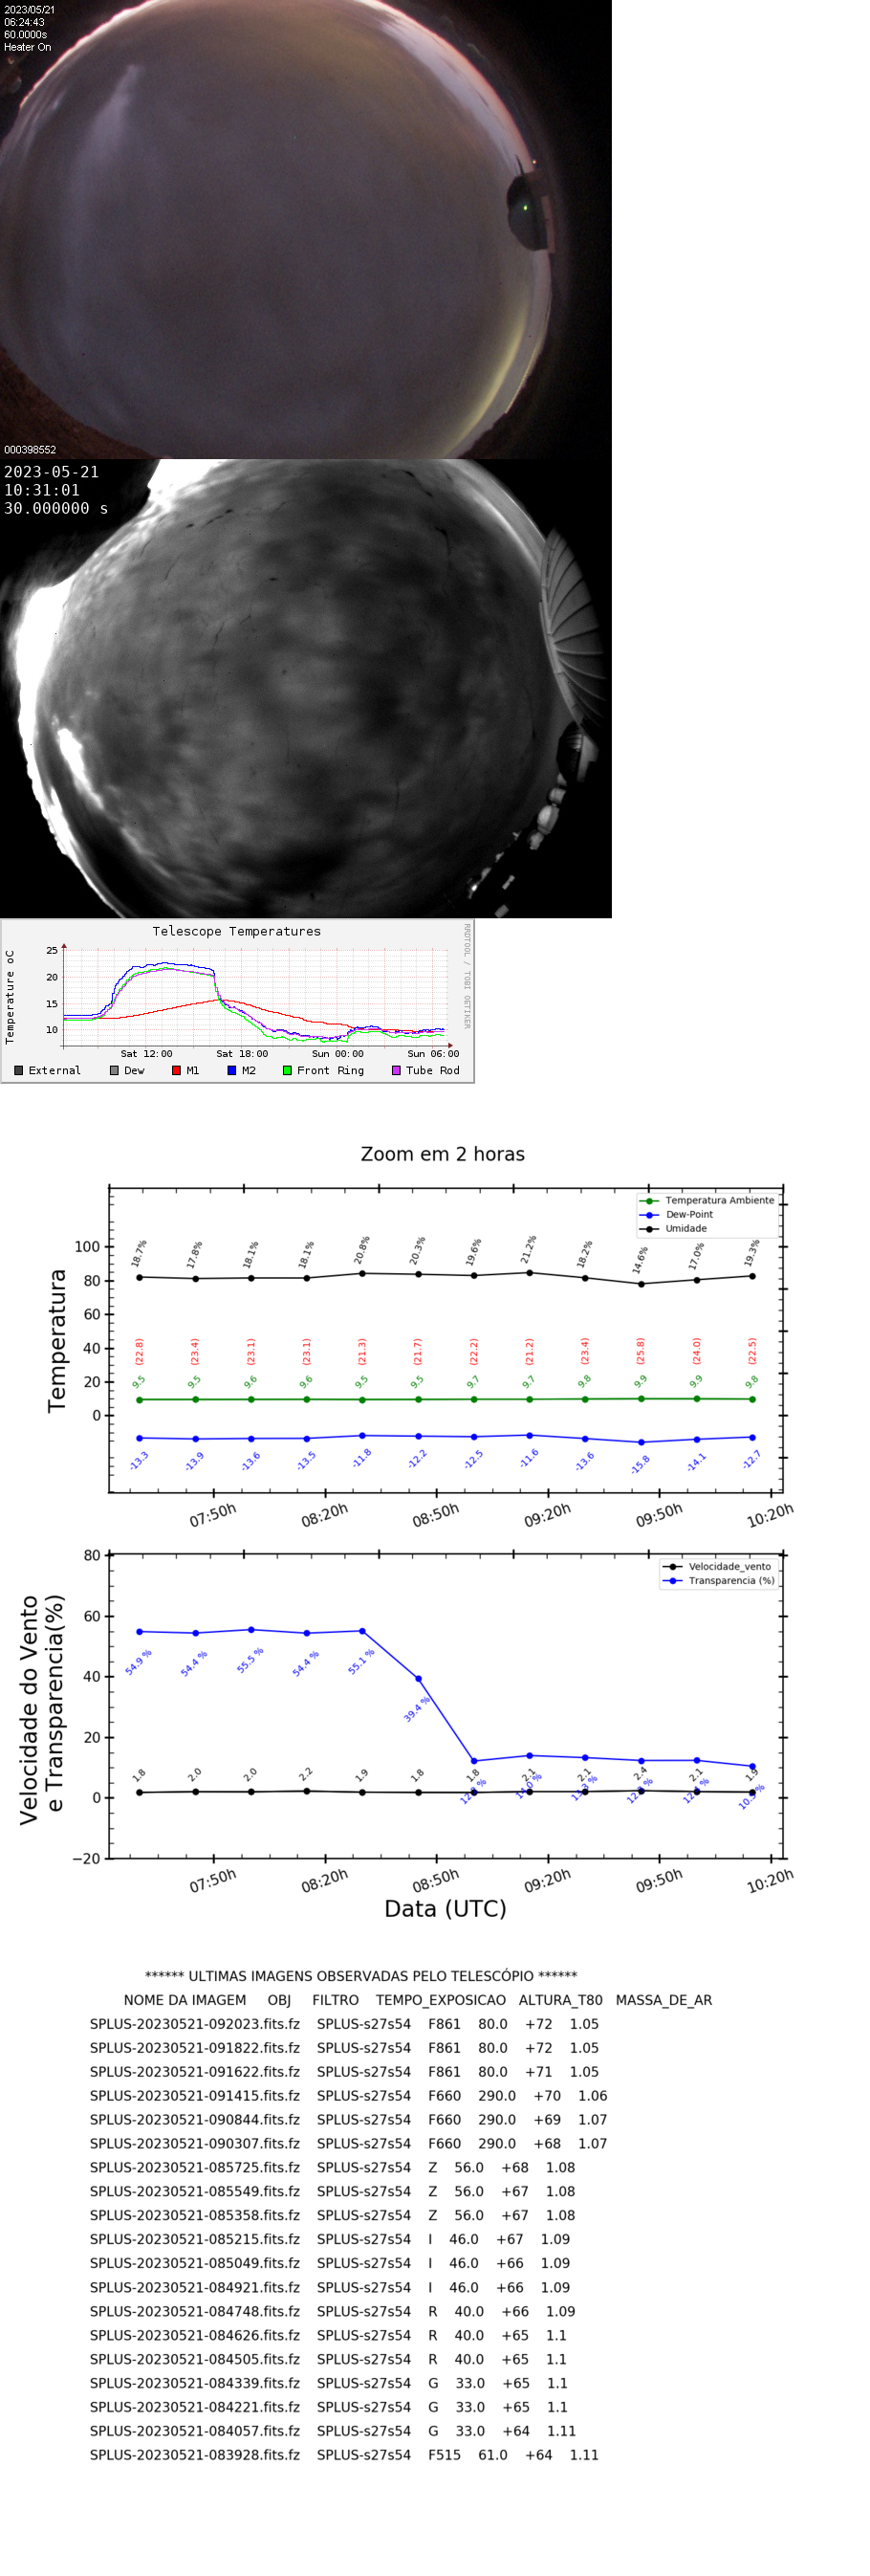 2023/05/21
06:24:43
60.0000s
Heater On
000398552
2023-05-21
10:31:01
30.000000 s
Telescope Temperatures
RRDTOOL / TOBI OETIKER
Temperature oC
25
20
15
10
Sat 12:00 Sat 18:00 Sun 00:00 Sun 06:00
External Dew M1 M2 Front Ring Tube Rod
Zoom em 2 horas
Temperatura Ambiente
Dew-Point
Umidade
Temperatura
100
80
60
40
20
0
18.7% 17.8% 18.1% 18.1% 20.8% 20.3% 19.6% 21.2% 18.2% 14.6% 17.0% 19.3%
(22.8) (23.4) (23.1) (23.1) (21.3) (21.7) (22.2) (21.2) (23.4) (25.8) (24.0) (22.5)
9.5 9.5 9.6 9.6 9.5 9.5 9.7 9.7 9.8 9.9 9.9 9.8
-13.3 -13.9 -13.6 -13.5 -11.8 -12.2 -12.5 -11.6 -13.6 -15.8 -14.1 -12.7
07:50h 08:20h 08:50h 09:20h 09:50h 10:20h
Velocidade_vento
Transparencia (%)
Velocidade do Vento
e Transparencia(%)
80
60
40
20
0
−20
54.9 % 54.4 % 55.5 % 54.4 % 55.1 % 39.4 %
1.8 2.0 2.0 2.2 1.9 1.8 1.8 2.1 2.1 2.4 2.1 1.9
07:50h 08:20h 08:50h 09:20h 09:50h 10:20h
Data (UTC)
****** ULTIMAS IMAGENS OBSERVADAS PELO TELESCÓPIO ******
NOME DA IMAGEM OBJ FILTRO TEMPO_EXPOSICAO ALTURA_T80 MASSA_DE_AR
SPLUS-20230521-092023.fits.fz SPLUS-s27s54 F861 80.0 +72 1.05
SPLUS-20230521-091822.fits.fz SPLUS-s27s54 F861 80.0 +72 1.05
SPLUS-20230521-091622.fits.fz SPLUS-s27s54 F861 80.0 +71 1.05
SPLUS-20230521-091415.fits.fz SPLUS-s27s54 F660 290.0 +70 1.06
SPLUS-20230521-090844.fits.fz SPLUS-s27s54 F660 290.0 +69 1.07
SPLUS-20230521-090307.fits.fz SPLUS-s27s54 F660 290.0 +68 1.07
SPLUS-20230521-085725.fits.fz SPLUS-s27s54 Z 56.0 +68 1.08
SPLUS-20230521-085549.fits.fz SPLUS-s27s54 Z 56.0 +67 1.08
SPLUS-20230521-085358.fits.fz SPLUS-s27s54 Z 56.0 +67 1.08
SPLUS-20230521-085215.fits.fz SPLUS-s27s54 I 46.0 +67 1.09
SPLUS-20230521-085049.fits.fz SPLUS-s27s54 I 46.0 +66 1.09
SPLUS-20230521-084921.fits.fz SPLUS-s27s54 I 46.0 +66 1.09
SPLUS-20230521-084748.fits.fz SPLUS-s27s54 R 40.0 +66 1.09
SPLUS-20230521-084626.fits.fz SPLUS-s27s54 R 40.0 +65 1.1
SPLUS-20230521-084505.fits.fz SPLUS-s27s54 R 40.0 +65 1.1
SPLUS-20230521-084339.fits.fz SPLUS-s27s54 G 33.0 +65 1.1
SPLUS-20230521-084221.fits.fz SPLUS-s27s54 G 33.0 +65 1.1
SPLUS-20230521-084057.fits.fz SPLUS-s27s54 G 33.0 +64 1.11
SPLUS-20230521-083928.fits.fz SPLUS-s27s54 F515 61.0 +64 1.11